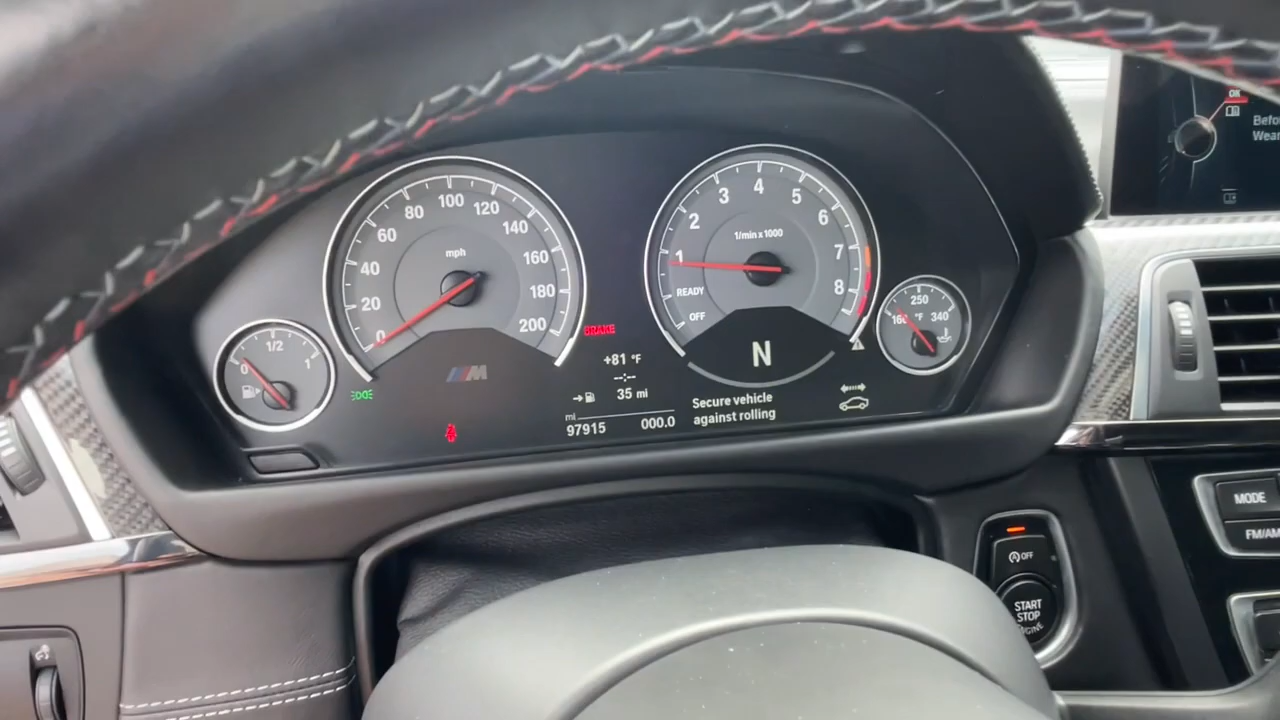 0
1/2
1
0
20
40
60
80
100
120
140
160
180
200
mph
M
BRAKE
+81 °F
--:--
35 mi
mi
97915 000.0
OFF
READY
1
2
3
4
5
6
7
8
1/min x 1000
N
Secure vehicle
against rolling
160
250
340
°F
OK
OFF
START
STOP
ENGINE
MODE